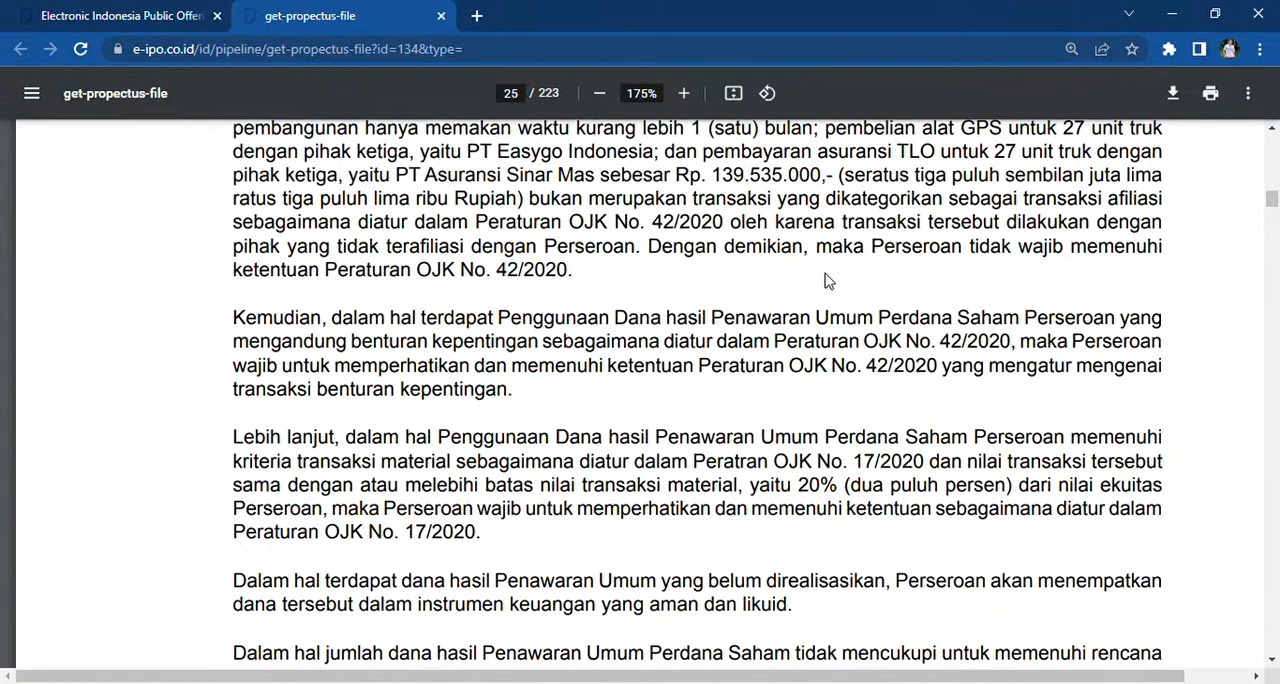 Electronic Indonesia Public Offeri
get-propectus-file
e-ipo.co.id/id/pipeline/get-propectus-file?id=134&type=
get-propectus-file
25 / 223
175%
pembangunan hanya memakan waktu kurang lebih 1 (satu) bulan; pembelian alat GPS untuk 27 unit truk
dengan pihak ketiga, yaitu PT Easygo Indonesia; dan pembayaran asuransi TLO untuk 27 unit truk dengan
pihak ketiga, yaitu PT Asuransi Sinar Mas sebesar Rp. 139.535.000,- (seratus tiga puluh sembilan juta lima
ratus tiga puluh lima ribu Rupiah) bukan merupakan transaksi yang dikategorikan sebagai transaksi afiliasi
sebagaimana diatur dalam Peraturan OJK No. 42/2020 oleh karena transaksi tersebut dilakukan dengan
pihak yang tidak terafiliasi dengan Perseroan. Dengan demikian, maka Perseroan tidak wajib memenuhi
ketentuan Peraturan OJK No. 42/2020.
Kemudian, dalam hal terdapat Penggunaan Dana hasil Penawaran Umum Perdana Saham Perseroan yang
mengandung benturan kepentingan sebagaimana diatur dalam Peraturan OJK No. 42/2020, maka Perseroan
wajib untuk memperhatikan dan memenuhi ketentuan Peraturan OJK No. 42/2020 yang mengatur mengenai
transaksi benturan kepentingan.
Lebih lanjut, dalam hal Penggunaan Dana hasil Penawaran Umum Perdana Saham Perseroan memenuhi
kriteria transaksi material sebagaimana diatur dalam Peratran OJK No. 17/2020 dan nilai transaksi tersebut
sama dengan atau melebihi batas nilai transaksi material, yaitu 20% (dua puluh persen) dari nilai ekuitas
Perseroan, maka Perseroan wajib untuk memperhatikan dan memenuhi ketentuan sebagaimana diatur dalam
Peraturan OJK No. 17/2020.
Dalam hal terdapat dana hasil Penawaran Umum yang belum direalisasikan, Perseroan akan menempatkan
dana tersebut dalam instrumen keuangan yang aman dan likuid.
Dalam hal jumlah dana hasil Penawaran Umum Perdana Saham tidak mencukupi untuk memenuhi rencana